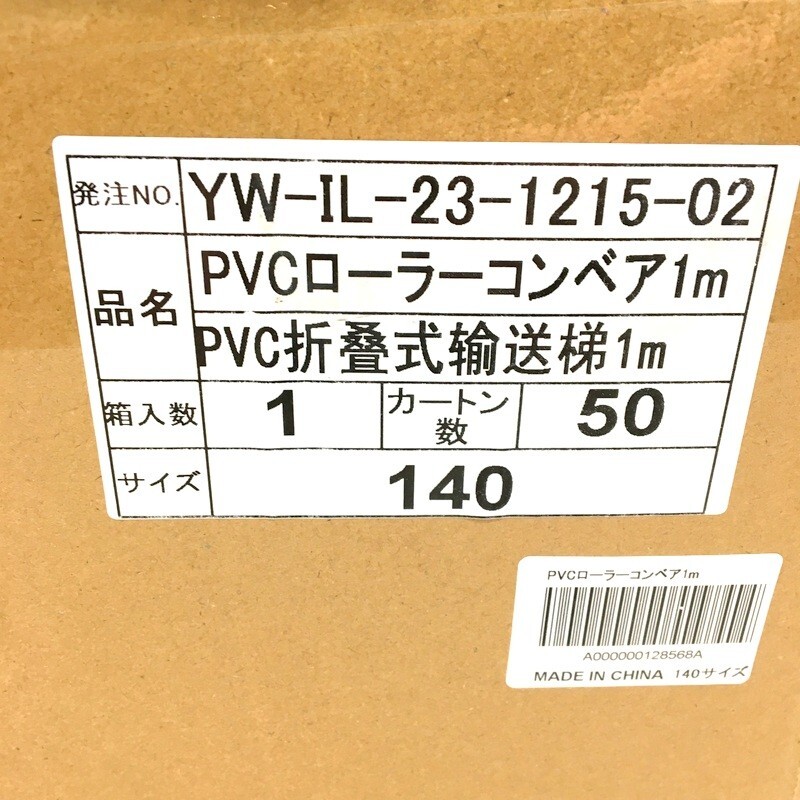 発注NO. YW-IL-23-1215-02
品名 PVCローラーコンベア1m
PVC折叠式输送梯1m
箱入数 1 カートン数 50
サイズ 140
PVCローラーコンベア1m
A000000128568A
MADE IN CHINA 140サイズ